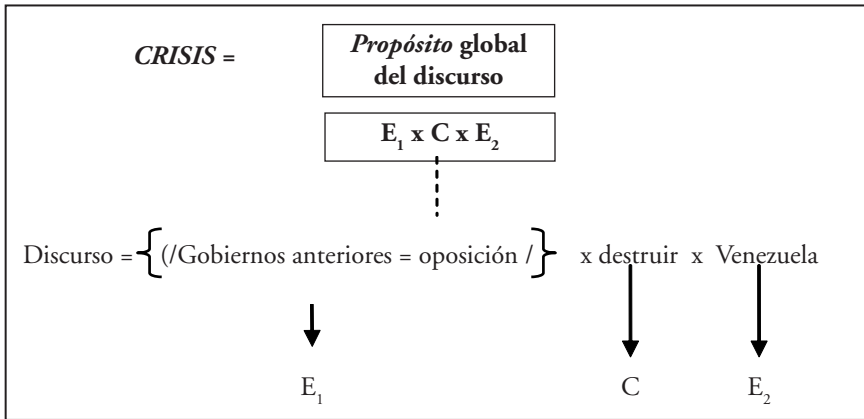 CRISIS = Propósito global
del discurso
E₁ x C x E₂
Discurso = {(/Gobiernos anteriores = oposición /} x destruir x Venezuela
E₁ C E₂